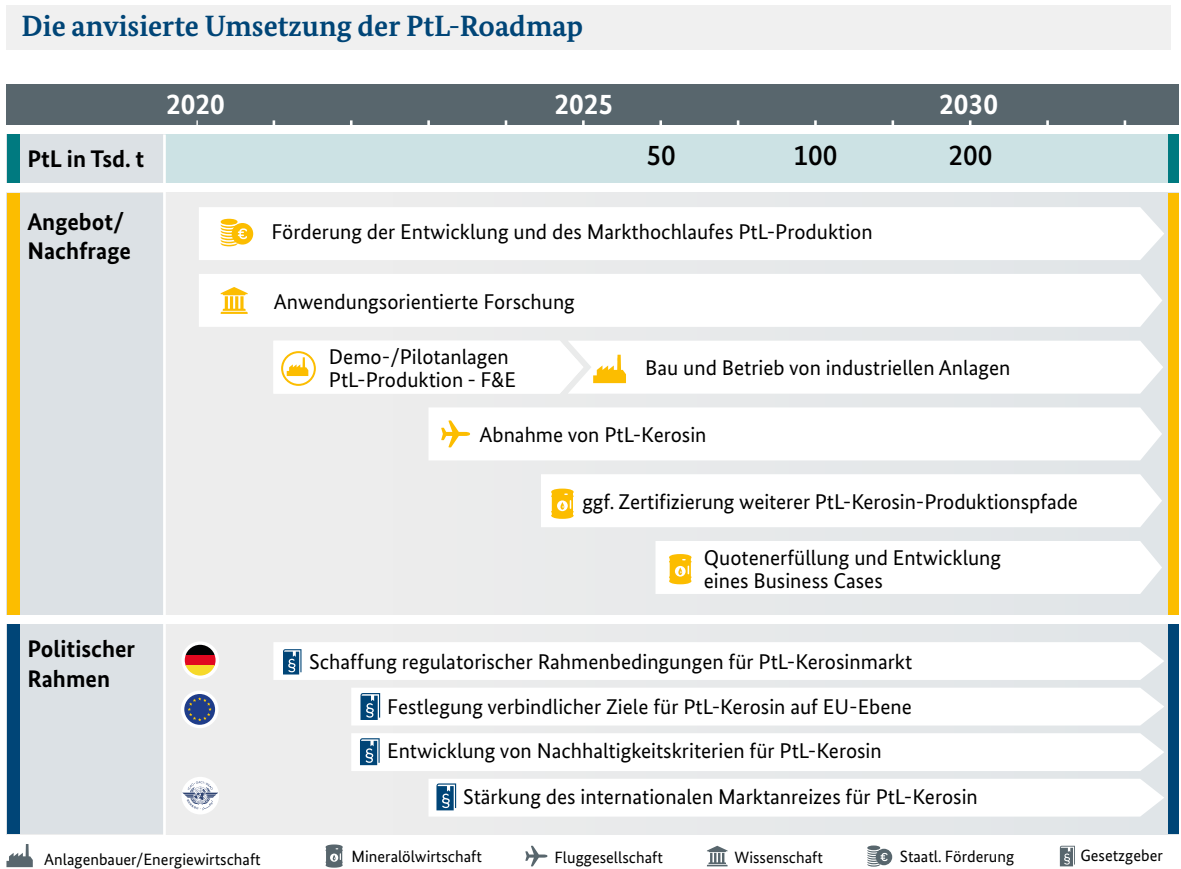 Die anvisierte Umsetzung der PtL-Roadmap
2020 2025 2030
PtL in Tsd. t 50 100 200
Angebot/
Nachfrage
Förderung der Entwicklung und des Markthochlaufes PtL-Produktion
Anwendungsorientierte Forschung
Demo-/Pilotanlagen
PtL-Produktion - F&E
Bau und Betrieb von industriellen Anlagen
Abnahme von PtL-Kerosin
ggf. Zertifizierung weiterer PtL-Kerosin-Produktionspfade
Quotenerfüllung und Entwicklung
eines Business Cases
Politischer
Rahmen
§ Schaffung regulatorischer Rahmenbedingungen für PtL-Kerosinmarkt
§ Festlegung verbindlicher Ziele für PtL-Kerosin auf EU-Ebene
§ Entwicklung von Nachhaltigkeitskriterien für PtL-Kerosin
§ Stärkung des internationalen Marktanreizes für PtL-Kerosin
Anlagenbauer/Energiewirtschaft Mineralölwirtschaft Fluggesellschaft Wissenschaft € Staatl. Förderung § Gesetzgeber